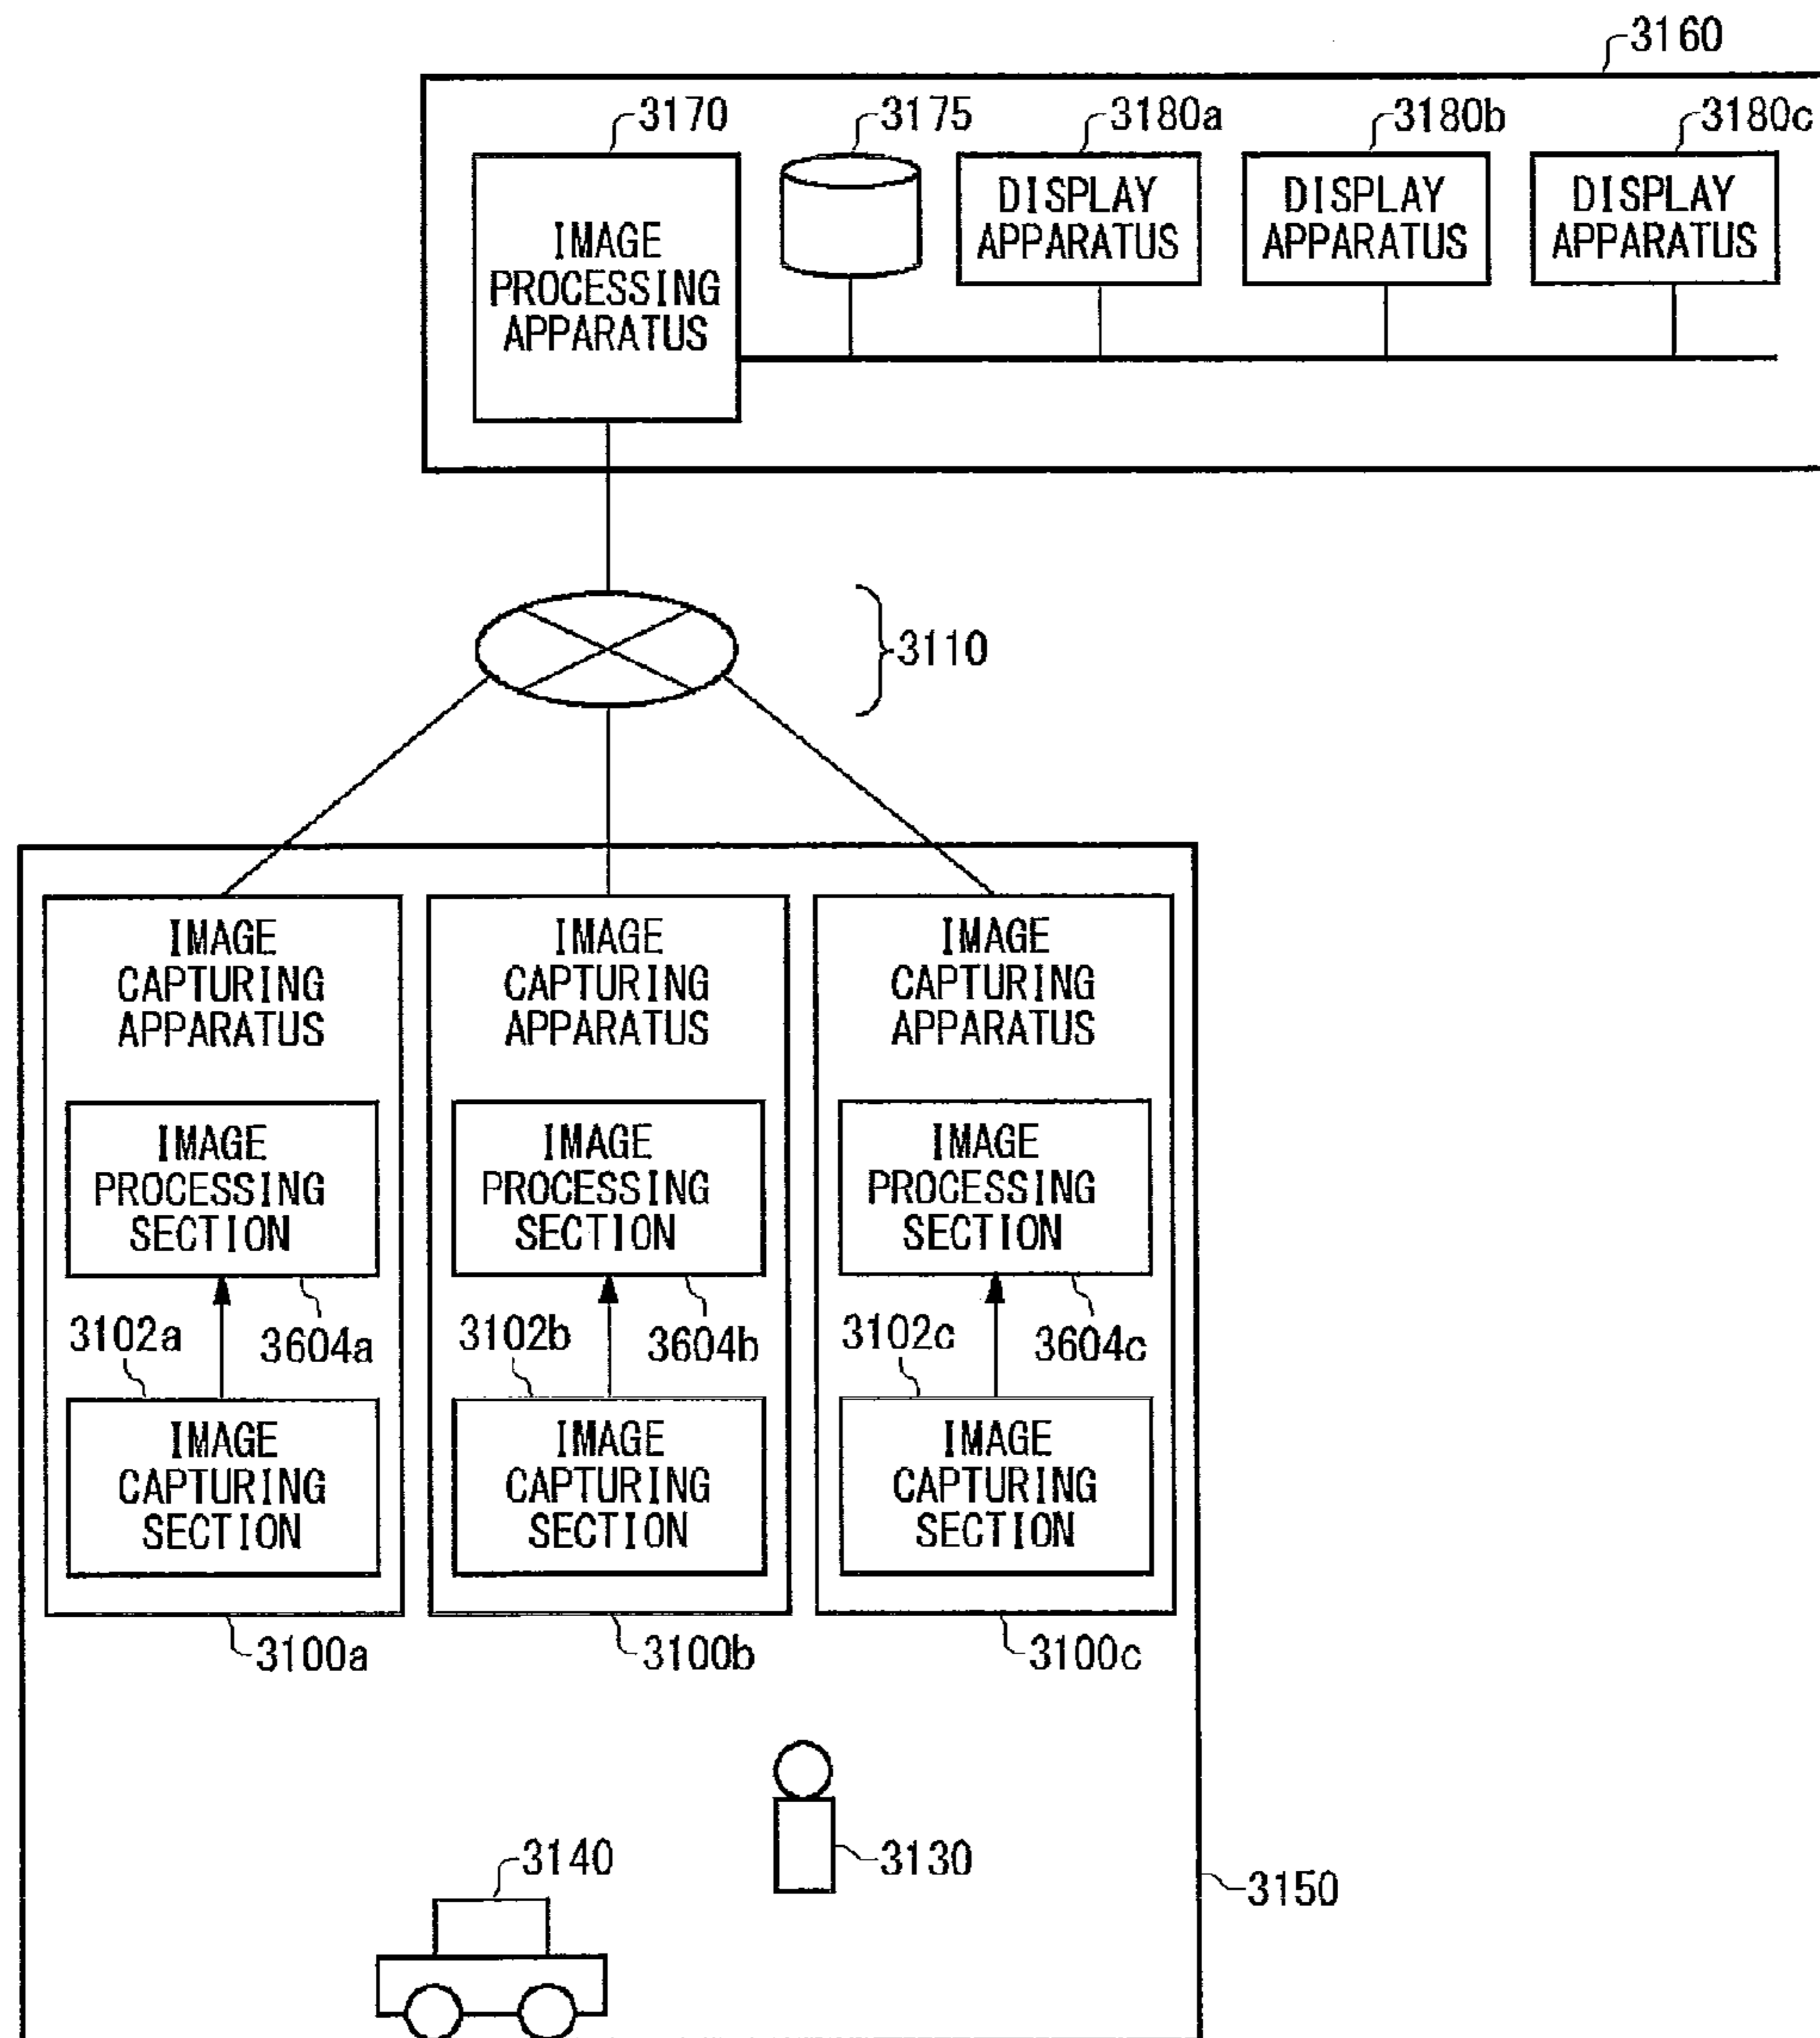 3160
3170
3175
3180a
3180b
3180c
IMAGE
PROCESSING
APPARATUS
DISPLAY
APPARATUS
DISPLAY
APPARATUS
DISPLAY
APPARATUS
3110
IMAGE
CAPTURING
APPARATUS
IMAGE
CAPTURING
APPARATUS
IMAGE
CAPTURING
APPARATUS
IMAGE
PROCESSING
SECTION
IMAGE
PROCESSING
SECTION
IMAGE
PROCESSING
SECTION
3102a
3604a
3102b
3604b
3102c
3604c
IMAGE
CAPTURING
SECTION
IMAGE
CAPTURING
SECTION
IMAGE
CAPTURING
SECTION
3100a
3100b
3100c
3140
3130
3150